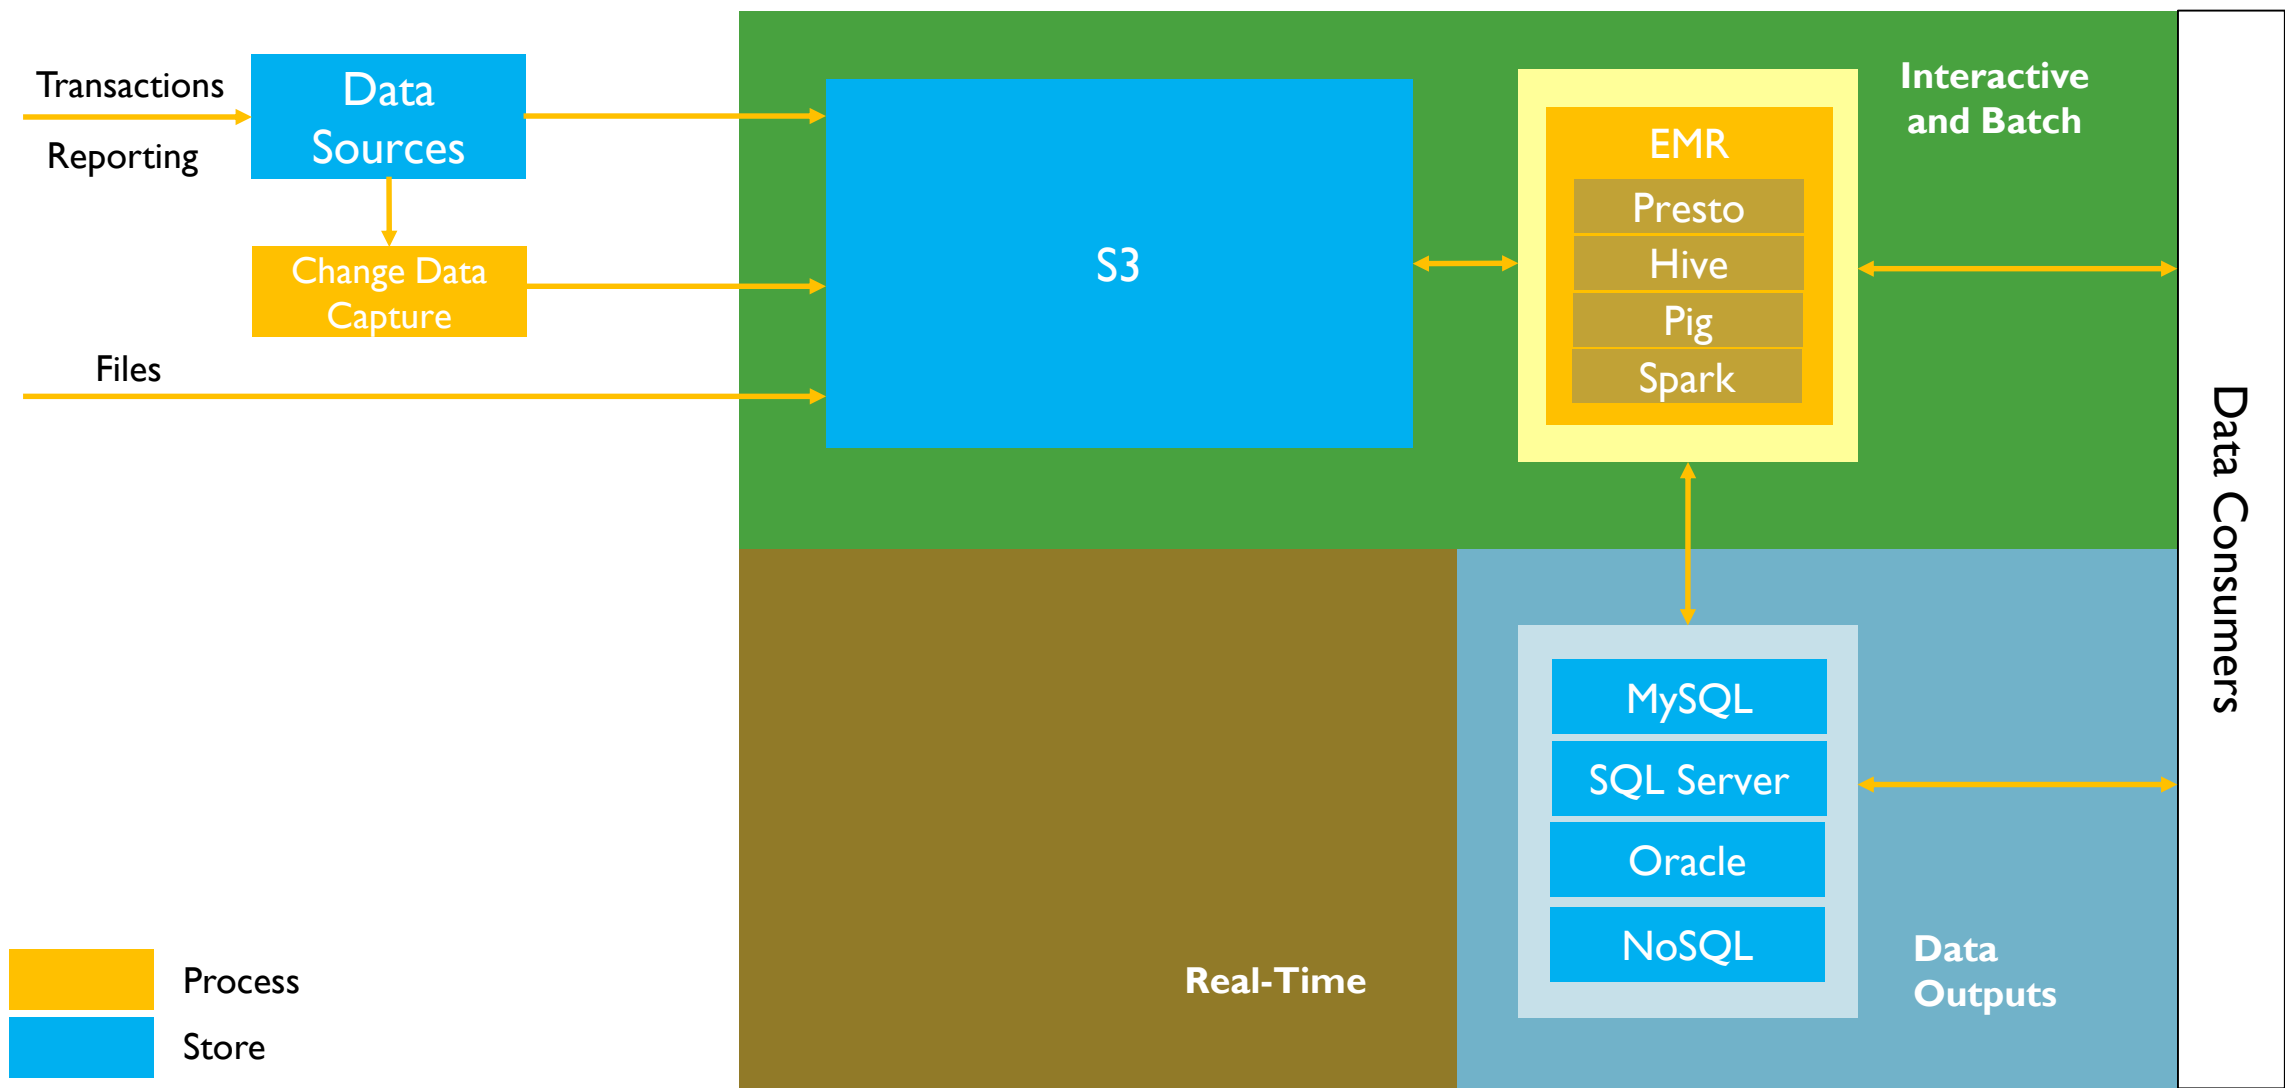 Transactions
Reporting
Data
Sources
Change Data
Capture
Files
S3
EMR
Presto
Hive
Pig
Spark
Interactive
and Batch
Data Consumers
MySQL
SQL Server
Oracle
NoSQL
Real-Time
Data
Outputs
Process
Store